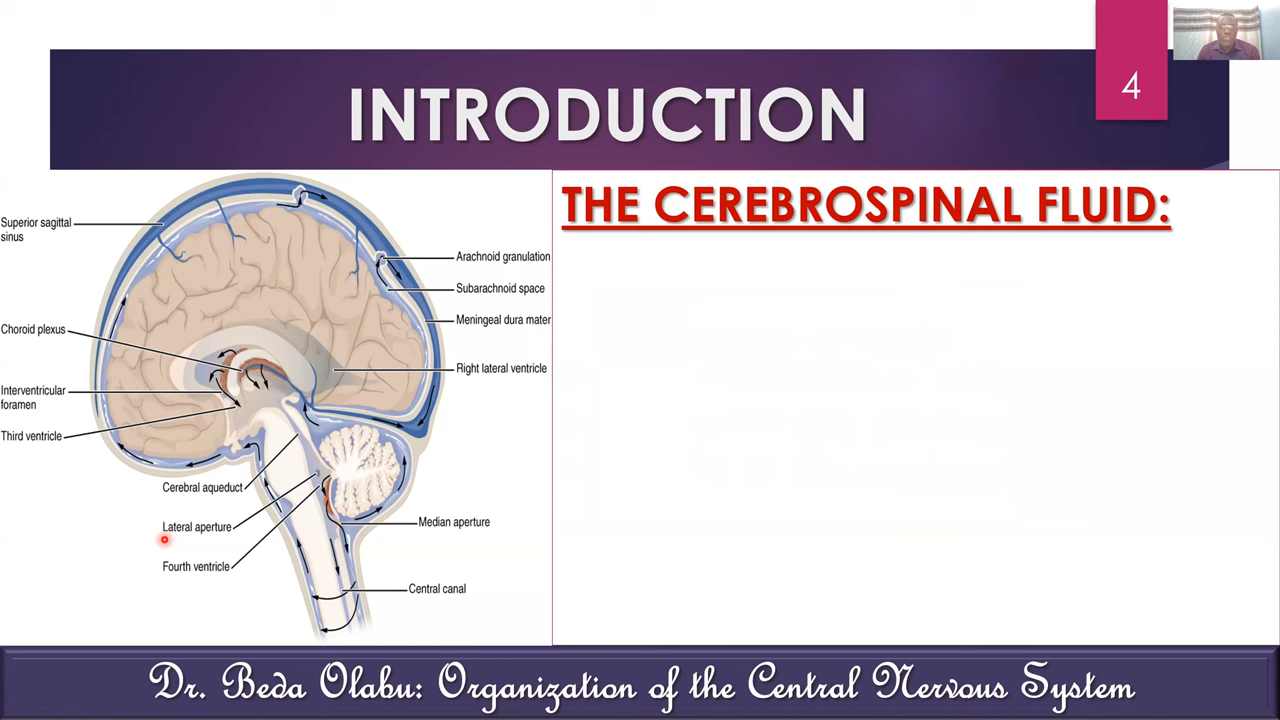 4
INTRODUCTION
THE CEREBROSPINAL FLUID:
Superior sagittal
sinus
Choroid plexus
Interventricular
foramen
Third ventricle
Cerebral aqueduct
Lateral aperture
Fourth ventricle
Arachnoid granulation
Subarachnoid space
Meningeal dura mater
Right lateral ventricle
Median aperture
Central canal
Dr. Beda Olabu: Organization of the Central Nervous System